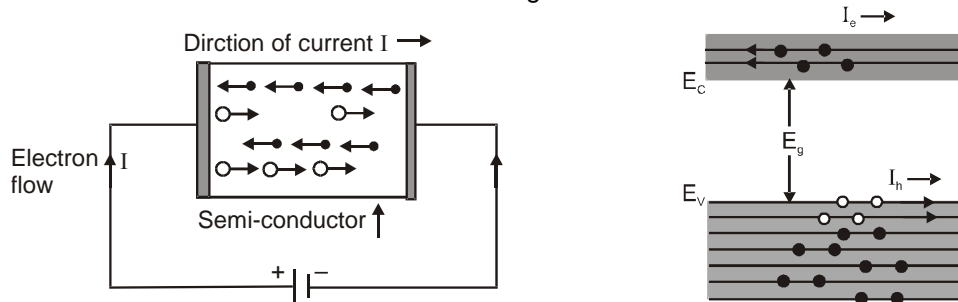 Dirction of current I
Electron
flow
I
Semi-conductor
+ −
I_e
E_C
E_g
I_h
E_V